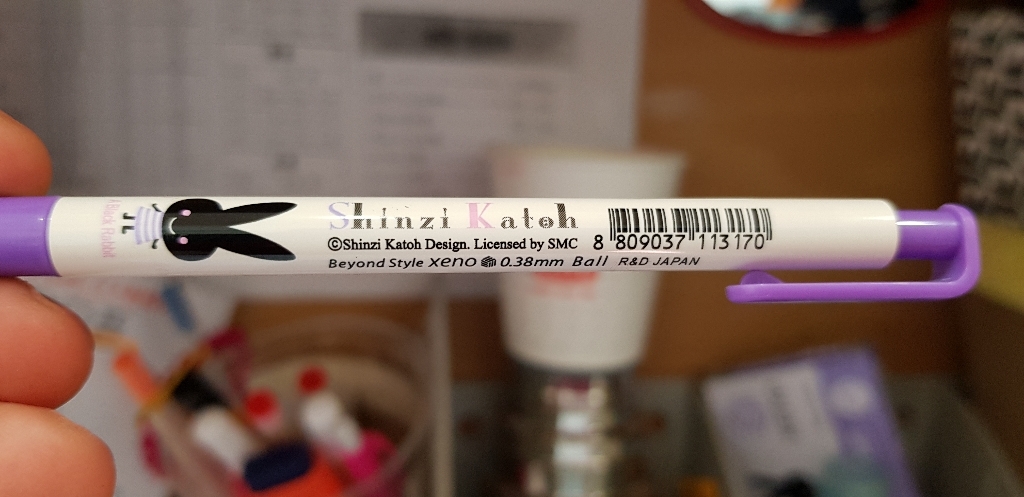 A Black Rabbit
Shinzi Katoh
©Shinzi Katoh Design. Licensed by SMC
Beyond Style xeno 0.38mm Ball R&D JAPAN
8 809037 113170